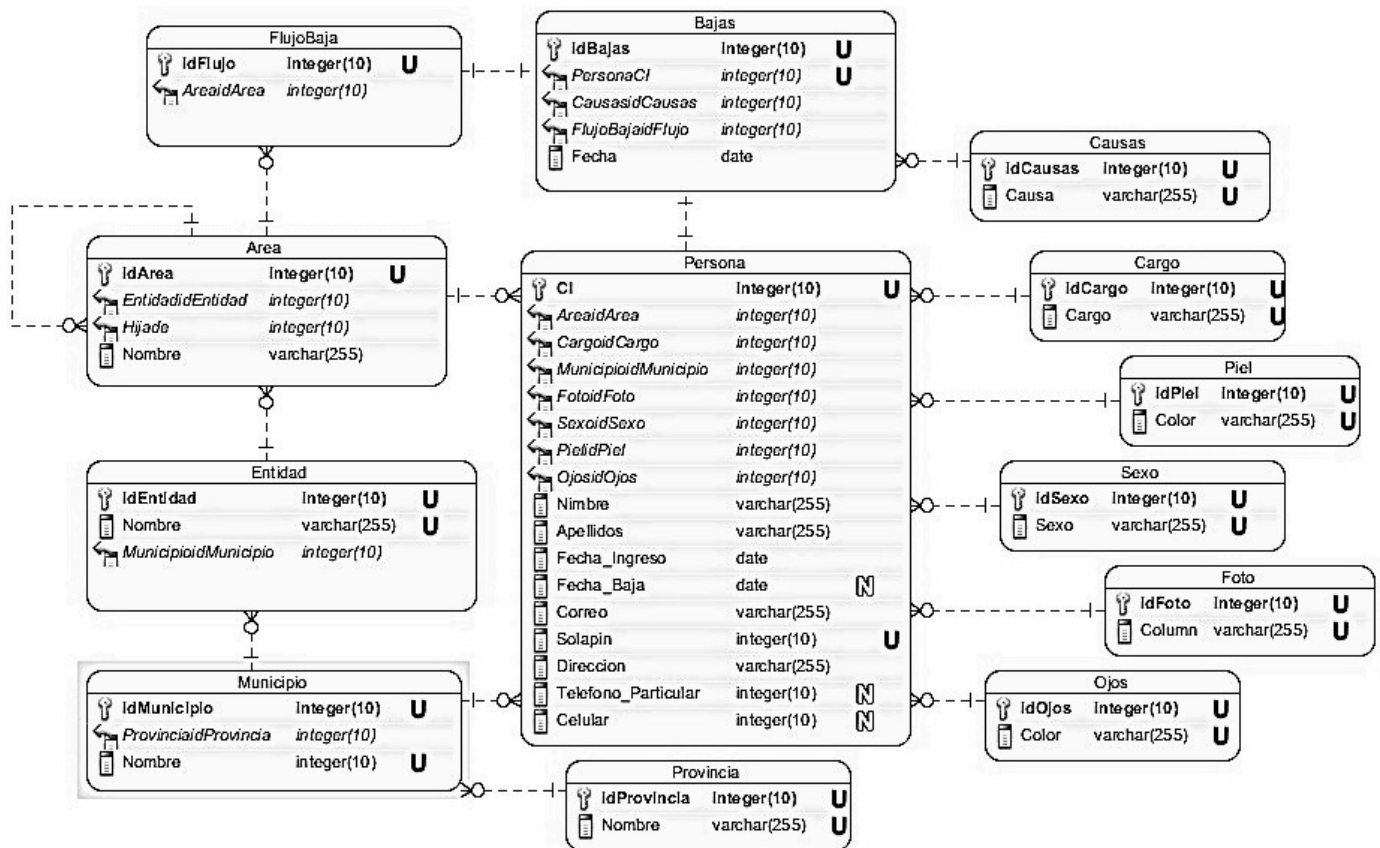 FlujoBaja
IdFlujo Integer(10) U
AreaidArea integer(10)
Bajas
IdBajas Integer(10) U
PersonaCI integer(10) U
CausasidCausas integer(10)
FlujoBajaidFlujo integer(10)
Fecha date
Causas
IdCausas Integer(10) U
Causa varchar(255) U
Area
IdArea Integer(10) U
EntidadidEntidad integer(10)
Hijade integer(10)
Nombre varchar(255)
Persona
CI Integer(10) U
AreaidArea integer(10)
CargoidCargo integer(10)
MunicipioidMunicipio integer(10)
FotoidFoto integer(10)
SexoidSexo integer(10)
PielidPiel integer(10)
OjosidOjos integer(10)
Nimbre varchar(255)
Apellidos varchar(255)
Fecha_Ingreso date
Fecha_Baja date N
Correo varchar(255)
Solapin integer(10) U
Direccion varchar(255)
Telefono_Particular integer(10) N
Celular integer(10) N
Cargo
IdCargo Integer(10) U
Cargo varchar(255) U
Piel
IdPiel Integer(10) U
Color varchar(255) U
Entidad
IdEntidad Integer(10) U
Nombre varchar(255) U
MunicipioidMunicipio integer(10)
Sexo
IdSexo Integer(10) U
Sexo varchar(255) U
Foto
IdFoto Integer(10) U
Column varchar(255) U
Municipio
IdMunicipio Integer(10) U
ProvinciaidProvincia integer(10)
Nombre integer(10) U
Ojos
IdOjos Integer(10) U
Color varchar(255) U
Provincia
IdProvincia Integer(10) U
Nombre varchar(255) U